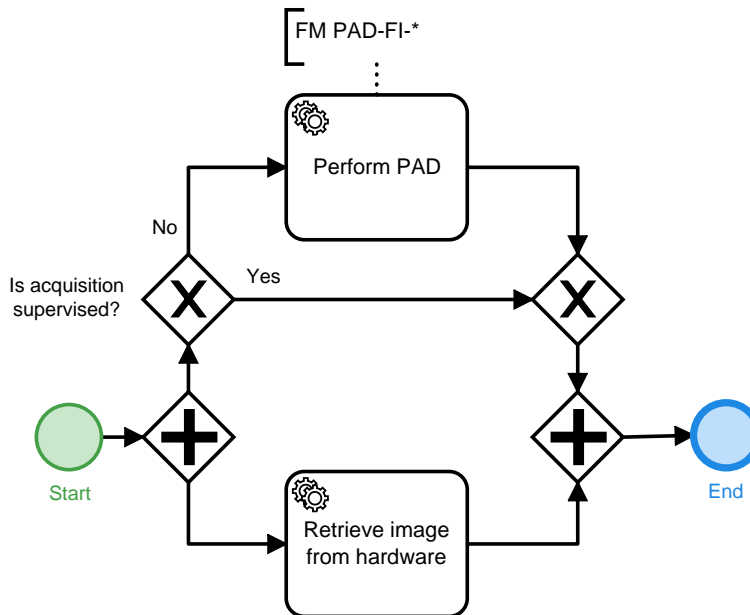 FM PAD-FI-*
Perform PAD
No
Is acquisition
supervised?
Yes
Start
Retrieve image
from hardware
End